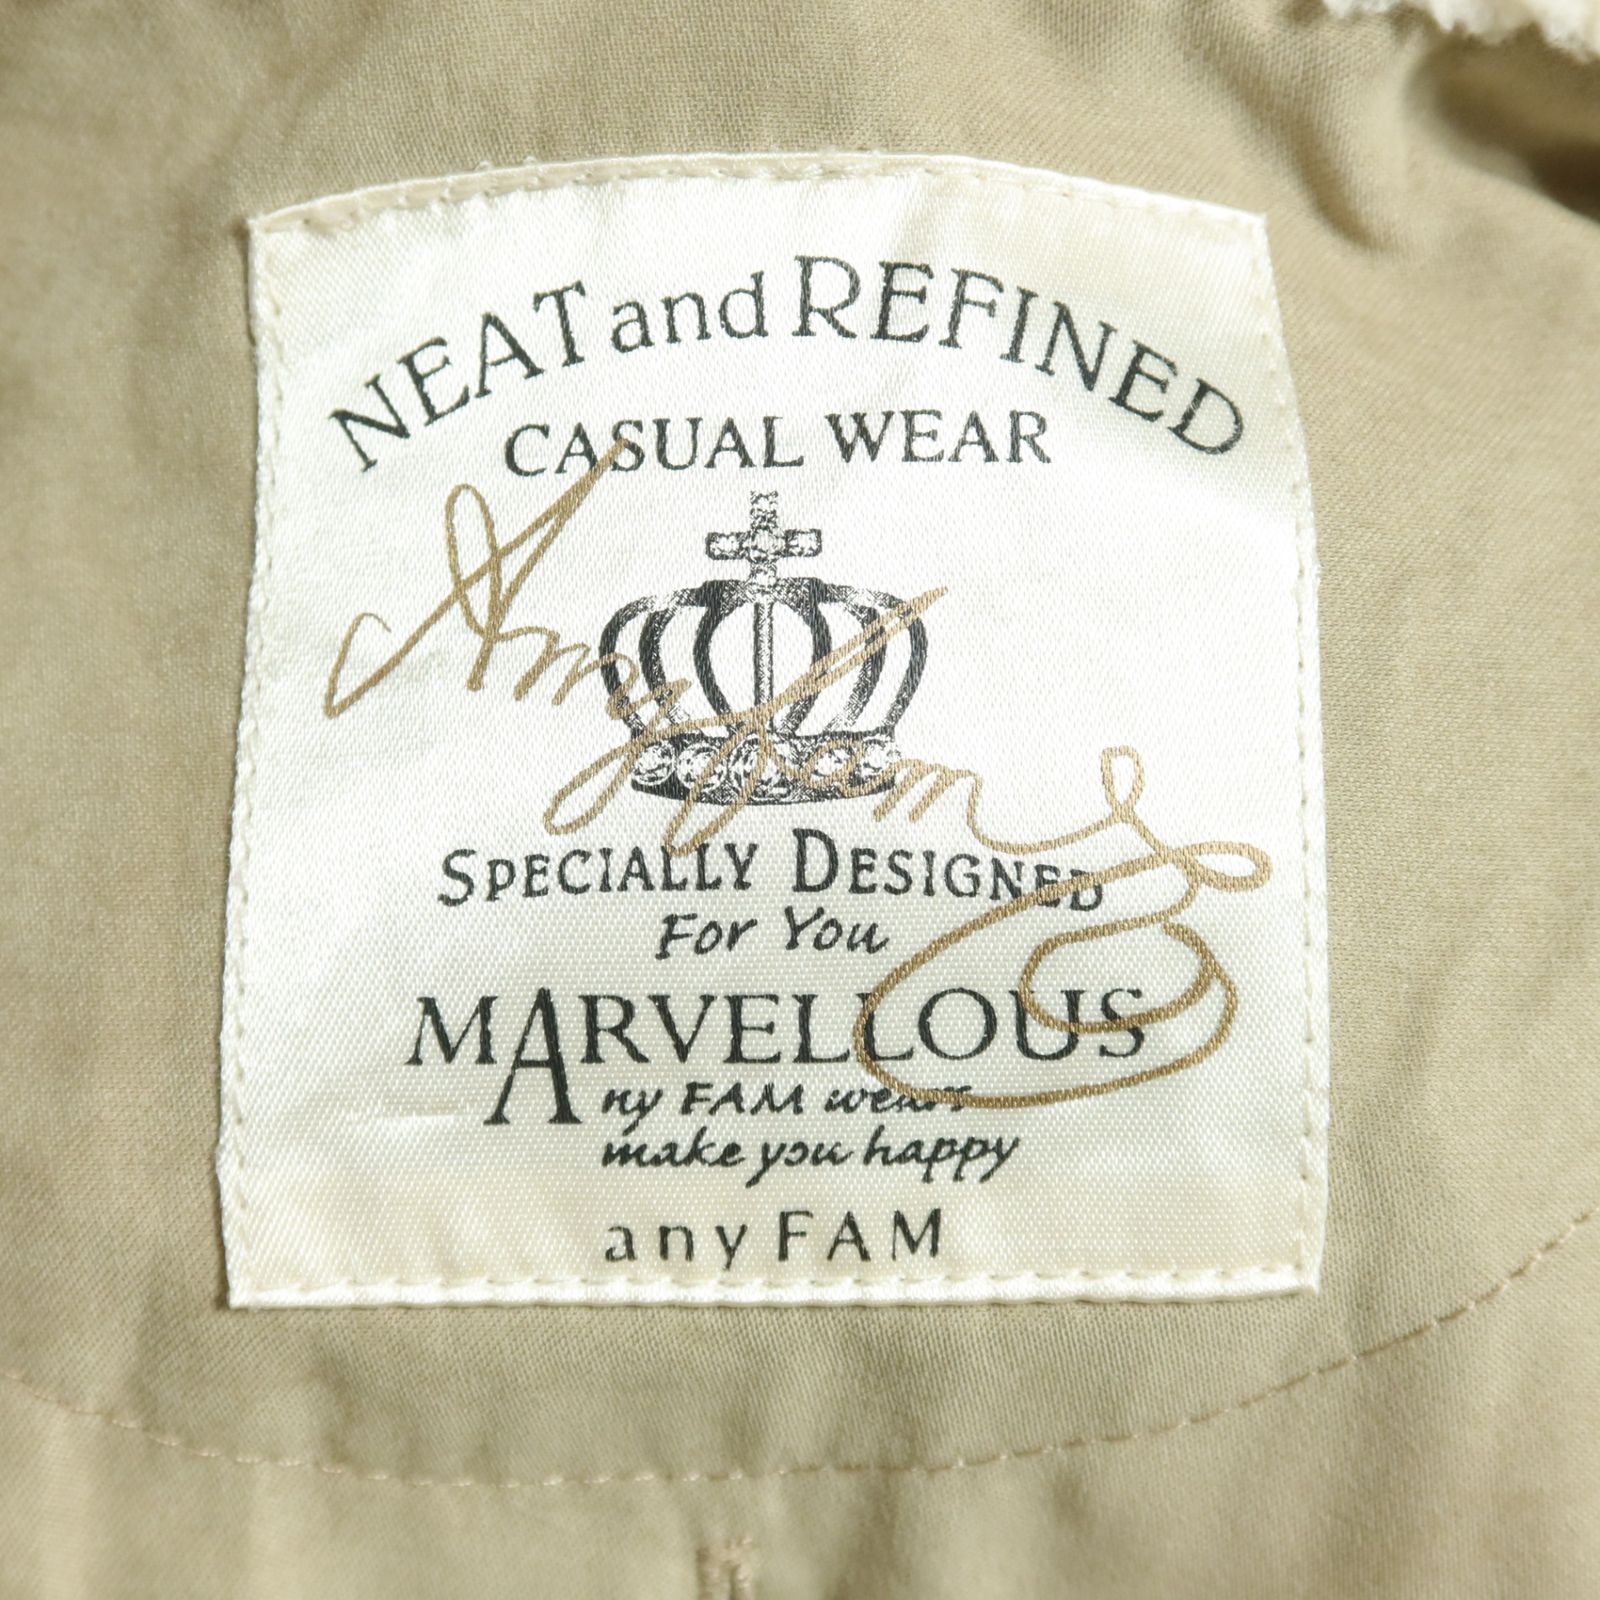 NEAT and REFINED
CASUAL WEAR
Anyfam
SPECIALLY DESIGNED
For You
MARVELLOUS
Any FAM wears
make you happy
anyFAM